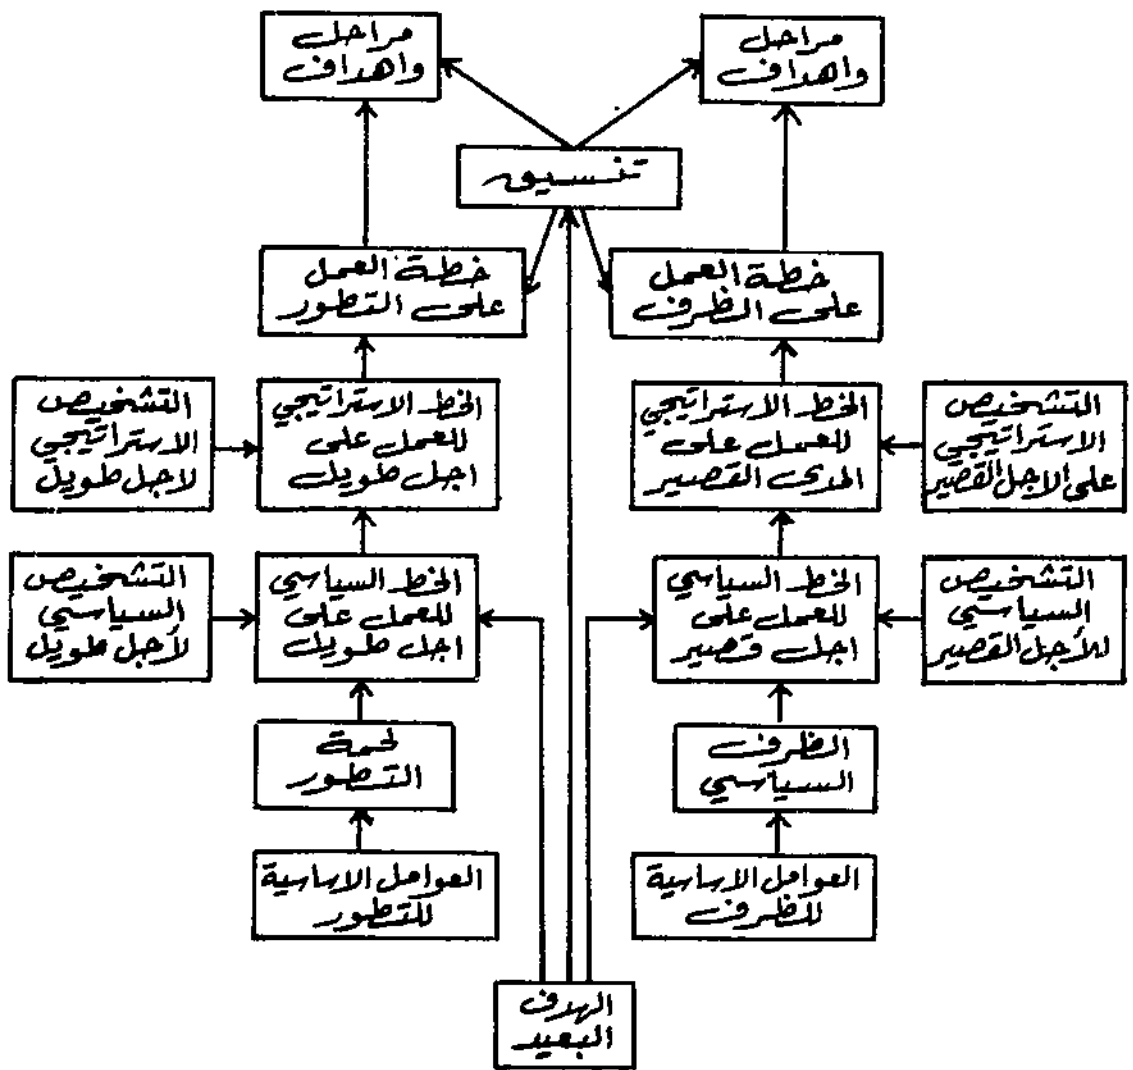 مراحل
واهداف
مراحل
واهداف
تنسيق
خطة العمل
على الظرف
خطة العمل
على التطور
التشخيص
الاستراتيجي
على الاجل القصير
الخط الاستراتيجي
للعمل على
المدى القصير
الخط الاستراتيجي
للعمل على
اجل طويل
التشخيص
الاستراتيجي
لاجل طويل
التشخيص
السياسي
للأجل القصير
الخط السياسي
للعمل على
اجل قصير
الخط السياسي
للعمل على
اجل طويل
التشخيص
السياسي
لأجل طويل
الظرف
السياسي
لحمة
التطور
العوامل الاساسية
للظرف
العوامل الاساسية
للتطور
الهدف
البعيد